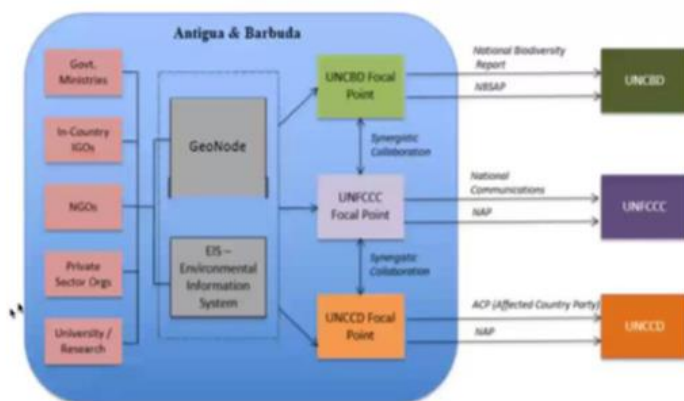 Antigua & Barbuda
Govt.
Ministries
In-Country
IGOs
NGOs
Private
Sector Orgs
University /
Research
GeoNode
EIS –
Environmental
Information
System
UNCBD Focal
Point
Synergistic
Collaboration
UNFCCC
Focal Point
Synergistic
Collaboration
UNCCD Focal
Point
National Biodiversity
Report
NBSAP
National
Communications
NAP
ACP (Affected Country Party)
NAP
UNCBD
UNFCCC
UNCCD